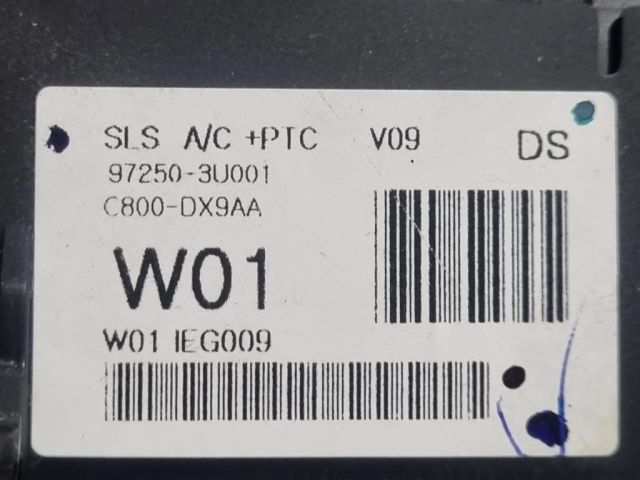 SLS A/C +PTC V09 DS
97250-3U001
C800-DX9AA
W01
W01 IEG009